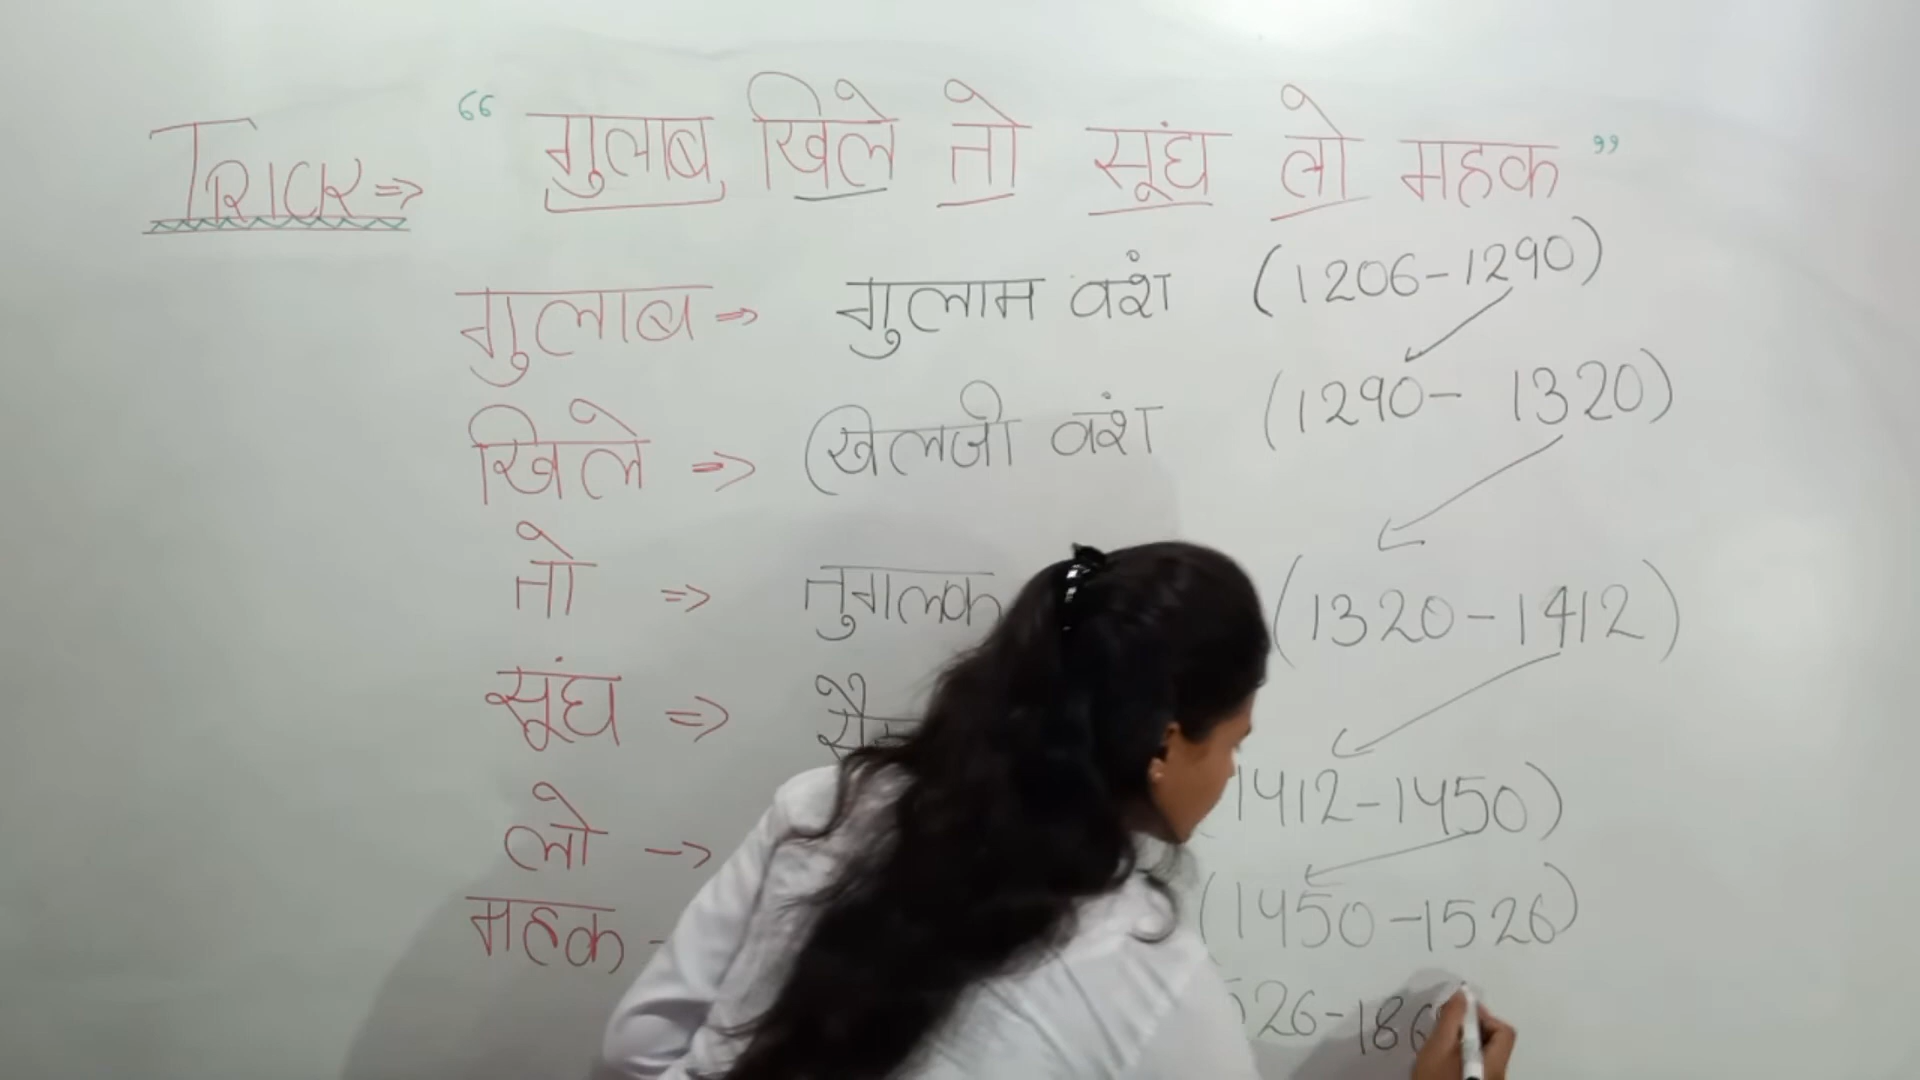 TRICK => “ गुलाब खिले तो सूंघ लो महक ”
गुलाब => गुलाम वंश (1206-1290)
खिले => खिलजी वंश (1290- 1320)
तो => तुगलक (1320-1412)
सूंघ => (1412-1450)
लो -> (1450-1526)
महक